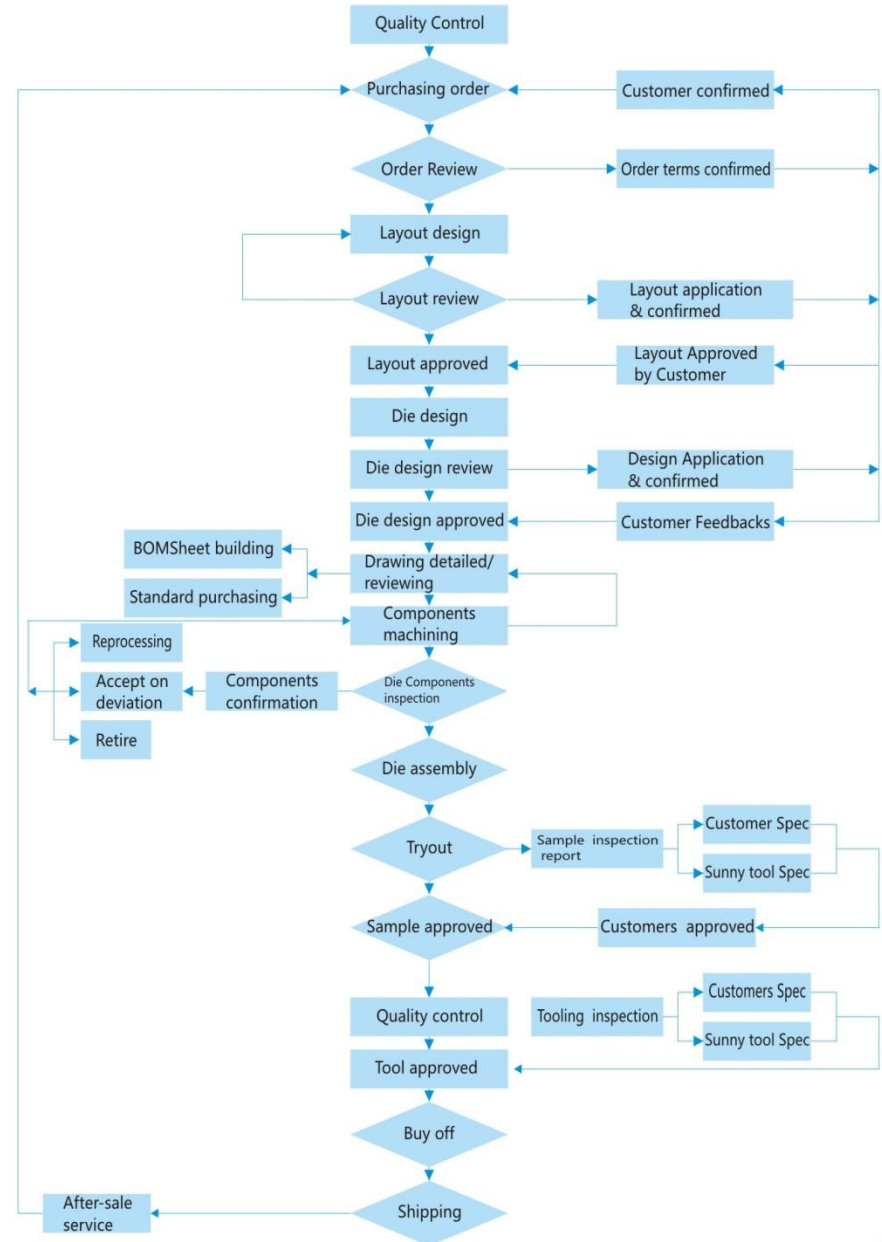 Quality Control
Purchasing order
Customer confirmed
Order Review
Order terms confirmed
Layout design
Layout review
Layout application
& confirmed
Layout approved
Layout Approved
by Customer
Die design
Die design review
Design Application
& confirmed
Die design approved
Customer Feedbacks
BOMSheet building
Drawing detailed/
reviewing
Standard purchasing
Components
machining
Reprocessing
Accept on
deviation
Components
confirmation
Die Components
inspection
Retire
Die assembly
Tryout
Sample inspection
report
Customer Spec
Sunny tool Spec
Sample approved
Customers approved
Quality control
Tooling inspection
Customers Spec
Sunny tool Spec
Tool approved
Buy off
After-sale
service
Shipping